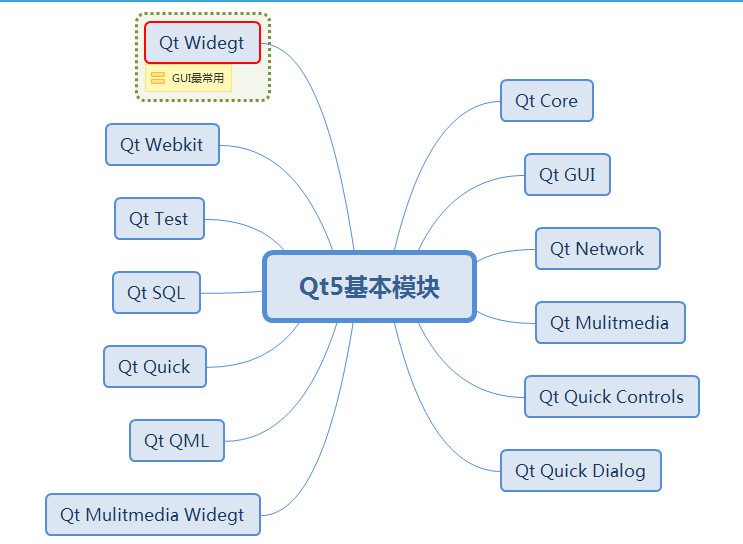 Qt Widegt
GUI最常用
Qt Core
Qt Webkit
Qt GUI
Qt Test
Qt Network
Qt SQL
Qt5基本模块
Qt Mulitmedia
Qt Quick
Qt Quick Controls
Qt QML
Qt Quick Dialog
Qt Mulitmedia Widegt